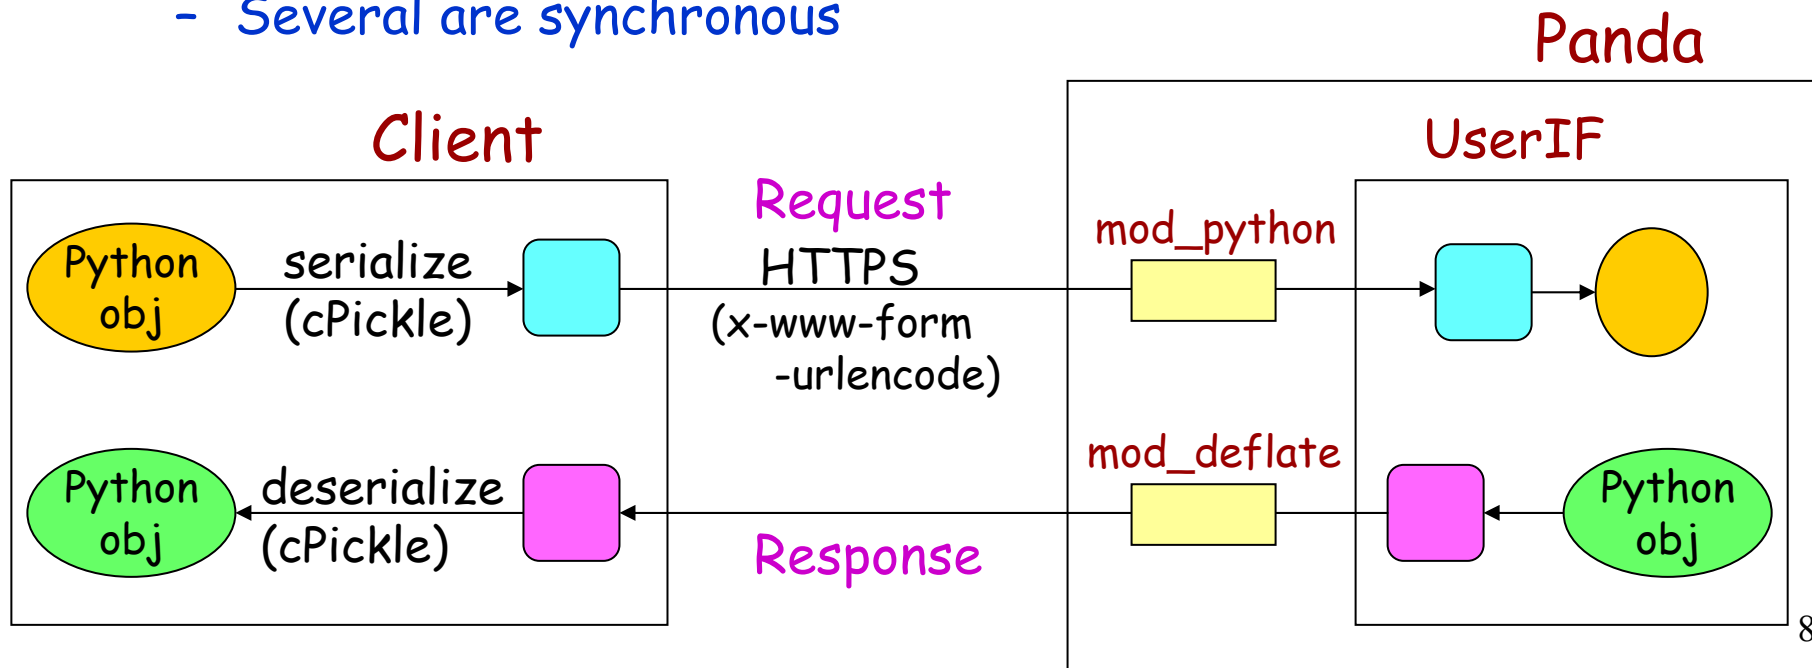 - Several are synchronous
Panda
Client
UserIF
Request
mod_python
Python
obj
serialize
(cPickle)
HTTPS
(x-www-form
-urlencode)
mod_deflate
Python
obj
deserialize
(cPickle)
Response
Python
obj
8